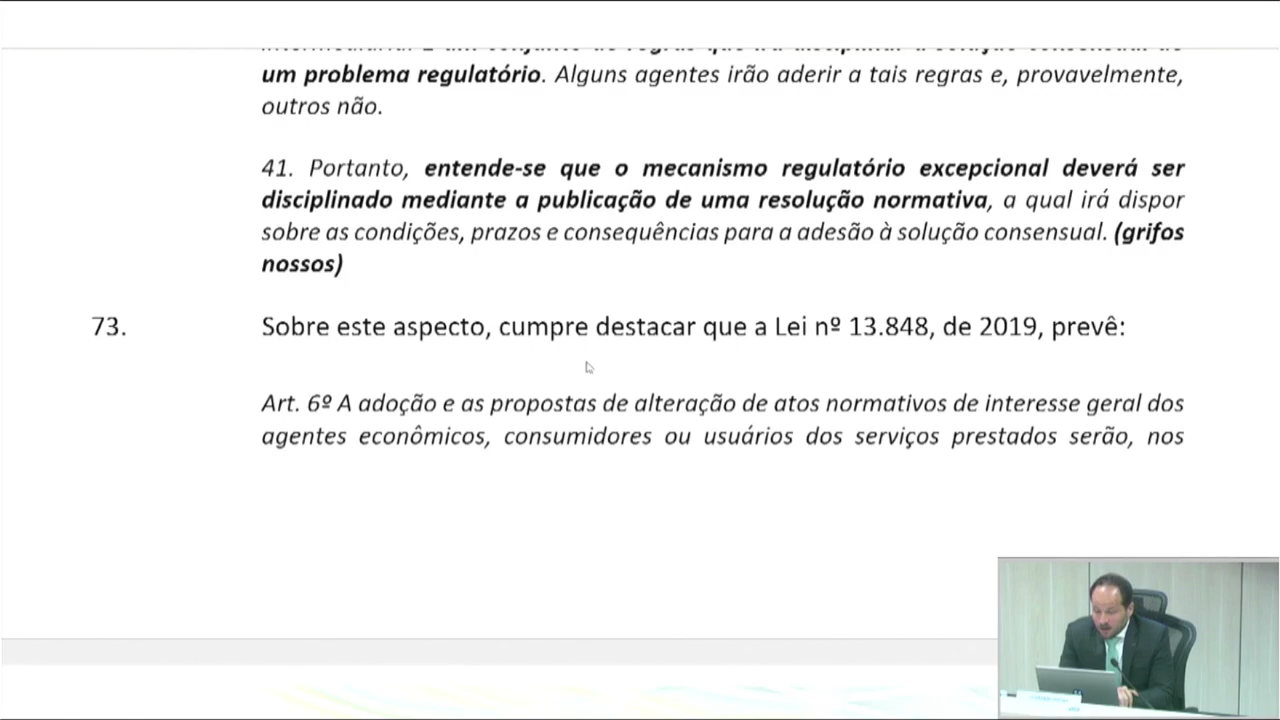 um problema regulatório. Alguns agentes irão aderir a tais regras e, provavelmente,
outros não.
41. Portanto, entende-se que o mecanismo regulatório excepcional deverá ser
disciplinado mediante a publicação de uma resolução normativa, a qual irá dispor
sobre as condições, prazos e consequências para a adesão à solução consensual. (grifos
nossos)
73. Sobre este aspecto, cumpre destacar que a Lei nº 13.848, de 2019, prevê:
Art. 6º A adoção e as propostas de alteração de atos normativos de interesse geral dos
agentes econômicos, consumidores ou usuários dos serviços prestados serão, nos